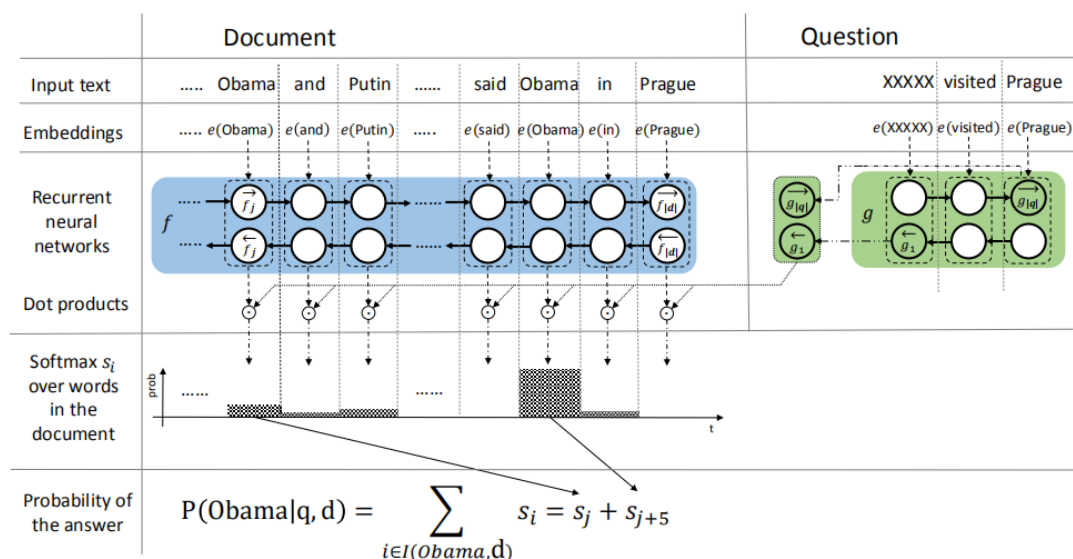 Document Question
Input text ..... Obama and Putin ...... said Obama in Prague XXXXX visited Prague
Embeddings ..... e(Obama) e(and) e(Putin) ..... e(said) e(Obama) e(in) e(Prague) e(XXXXX) e(visited) e(Prague)
Recurrent
neural
networks
..... f⃗j ..... f⃗|d| g⃗|q| g⃗|q|
f g
..... f⃖j ..... f⃖|d| g⃖1 g⃖1
Dot products
Softmax sᵢ
over words
in the
document
prob ...... ...... t
Probability of
the answer
P(Obama|q, d) = ∑ i∈I(Obama,d) sᵢ = sⱼ + sⱼ₊₅